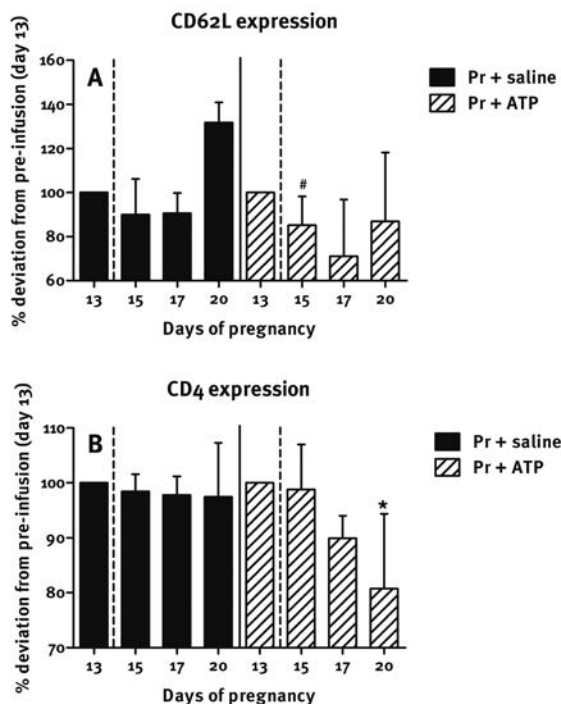 CD62L expression
% deviation from pre-infusion (day 13)
160
140
120
100
80
60
A
#
13 15 17 20 13 15 17 20
Days of pregnancy
Pr + saline
Pr + ATP
CD4 expression
% deviation from pre-infusion (day 13)
110
100
90
80
70
B
*
13 15 17 20 13 15 17 20
Days of pregnancy
Pr + saline
Pr + ATP